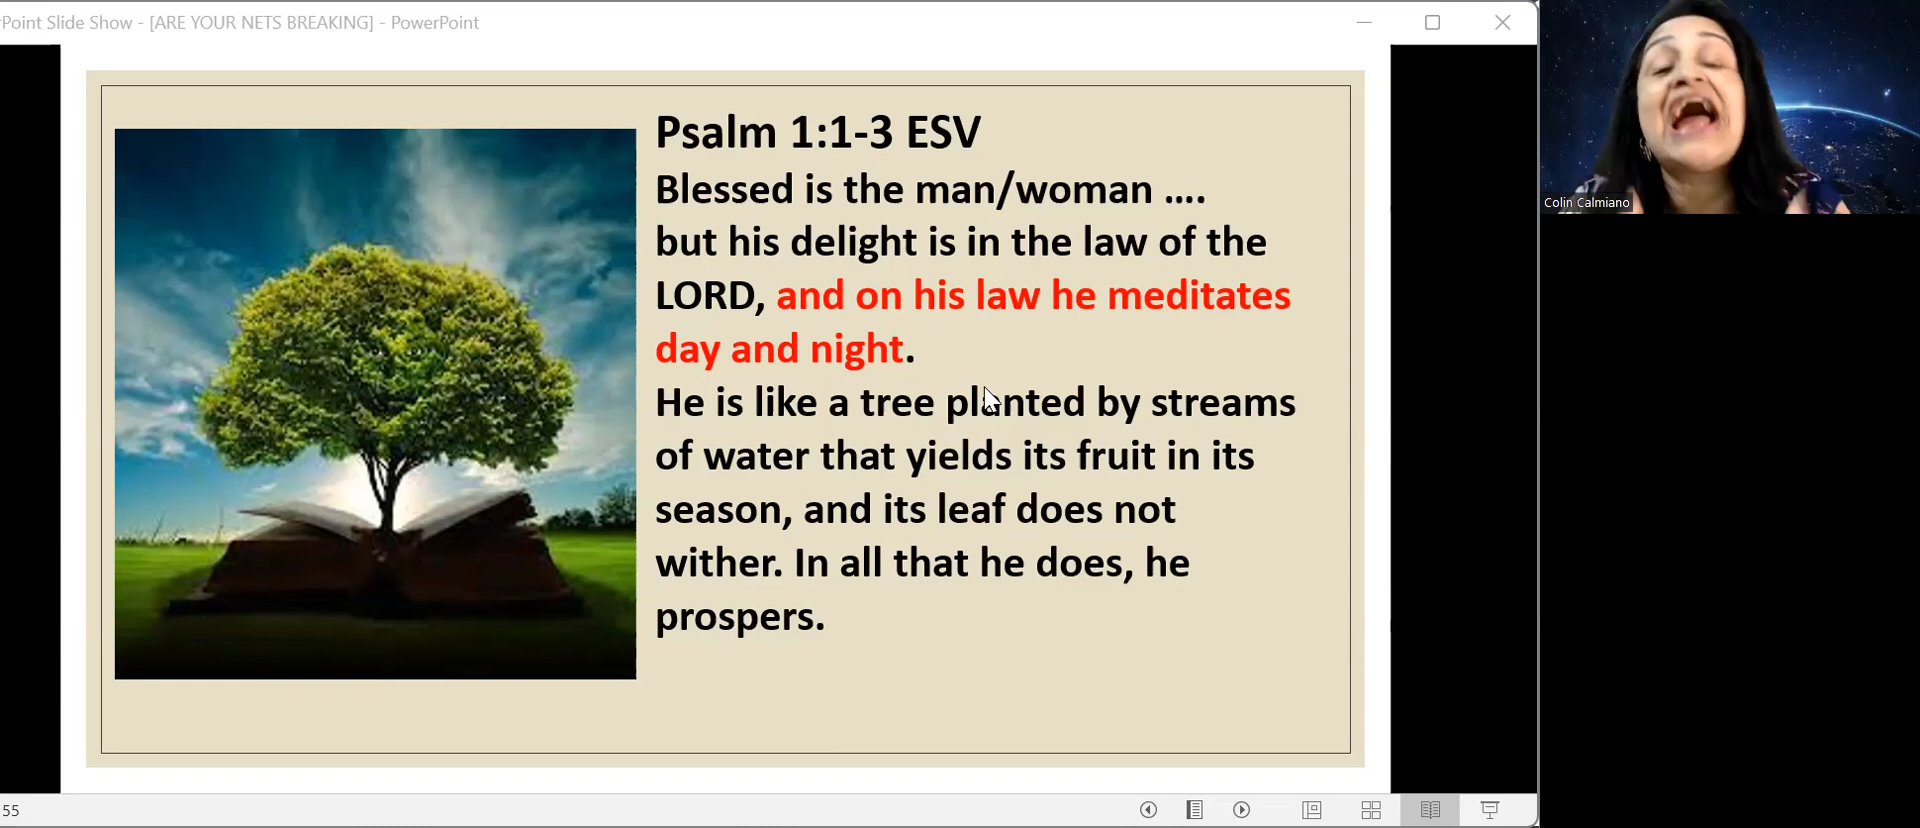 Point Slide Show - [ARE YOUR NETS BREAKING] - PowerPoint
Psalm 1:1-3 ESV
Blessed is the man/woman ....
but his delight is in the law of the
LORD, and on his law he meditates
day and night.
He is like a tree planted by streams
of water that yields its fruit in its
season, and its leaf does not
wither. In all that he does, he
prospers.
Colin Calmiano
55